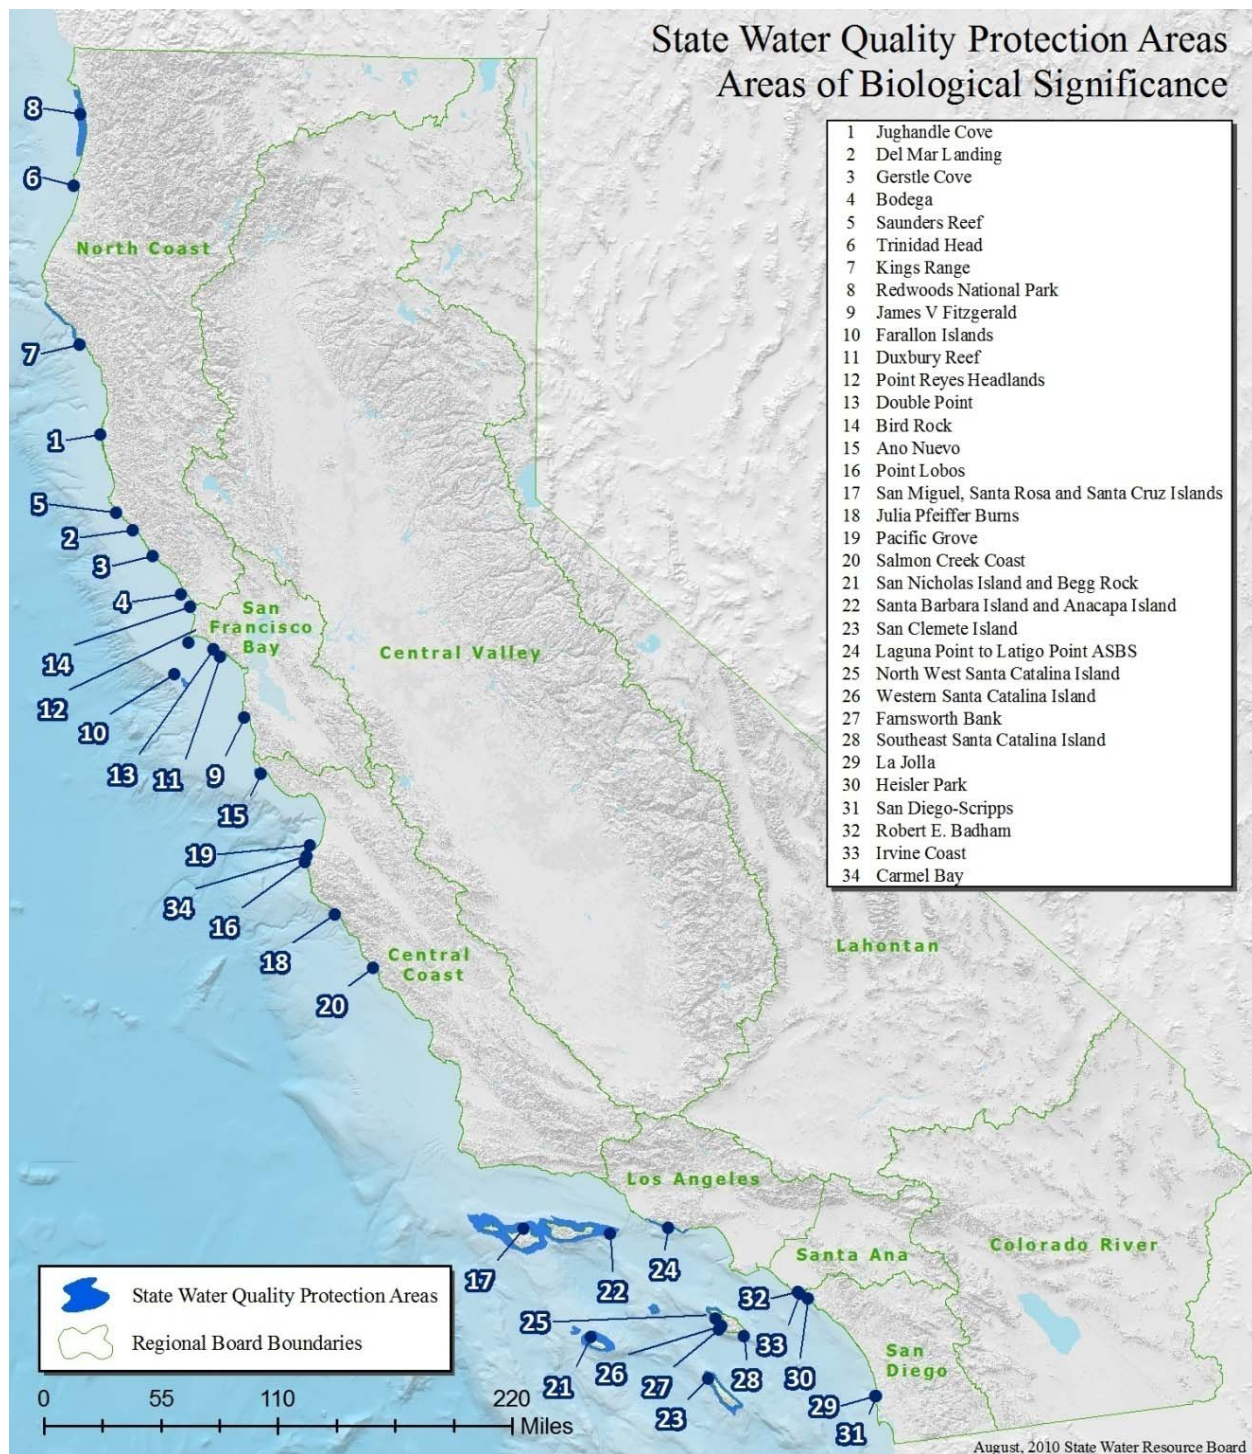 State Water Quality Protection Areas
Areas of Biological Significance
1 Jughandle Cove
2 Del Mar Landing
3 Gerstle Cove
4 Bodega
5 Saunders Reef
6 Trinidad Head
7 Kings Range
8 Redwoods National Park
9 James V Fitzgerald
10 Farallon Islands
11 Duxbury Reef
12 Point Reyes Headlands
13 Double Point
14 Bird Rock
15 Ano Nuevo
16 Point Lobos
17 San Miguel, Santa Rosa and Santa Cruz Islands
18 Julia Pfeiffer Burns
19 Pacific Grove
20 Salmon Creek Coast
21 San Nicholas Island and Begg Rock
22 Santa Barbara Island and Anacapa Island
23 San Clemete Island
24 Laguna Point to Latigo Point ASBS
25 North West Santa Catalina Island
26 Western Santa Catalina Island
27 Farnsworth Bank
28 Southeast Santa Catalina Island
29 La Jolla
30 Heisler Park
31 San Diego-Scripps
32 Robert E. Badham
33 Irvine Coast
34 Carmel Bay
8
6
North Coast
7
1
5
2
3
4
San
Francisco
Bay
14
12
10
13
11
9
15
Central Valley
19
34
16
18
20
Central
Coast
Lahontan
Los Angeles
Santa Ana
Colorado River
17
22
24
32
25
33
30
21
26
27
28
23
San
Diego
29
31
State Water Quality Protection Areas
Regional Board Boundaries
0 55 110 220
Miles
August, 2010 State Water Resource Board